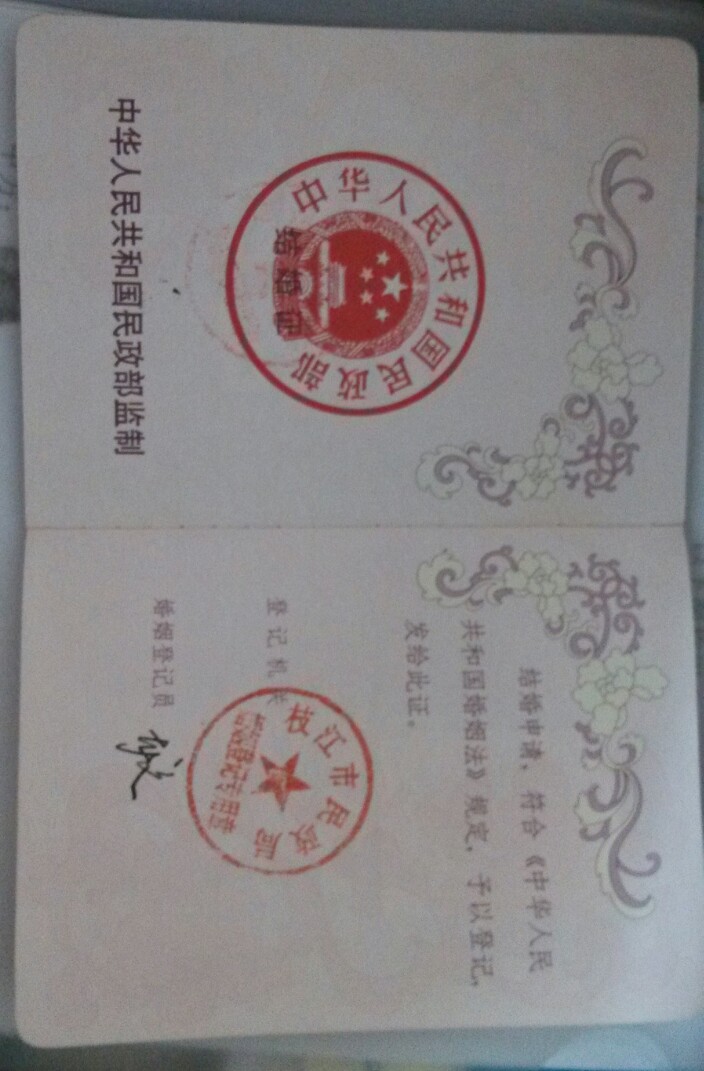 中华人民共和国民政部
结婚证
中华人民共和国民政部监制
结婚申请，符合《中华人民
共和国婚姻法》规定，予以登记，
发给此证。
登记机关
枝江市民政局
婚姻登记专用章
婚姻登记员